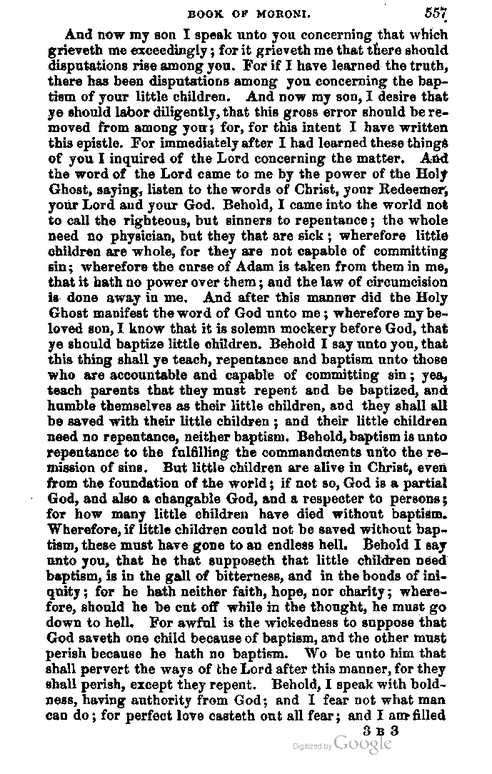 BOOK OF MORONI. 557
And now my son I speak unto you concerning that which
grieveth me exceedingly; for it grieveth me that there should
disputations rise among you. For if I have learned the truth,
there has been disputations among you concerning the bap-
tism of your little children. And now my son, I desire that
ye should labor diligently, that this gross error should be re-
moved from among you; for, for this intent I have written
this epistle. For immediately after I had learned these things
of you I inquired of the Lord concerning the matter. And
the word of the Lord came to me by the power of the Holy
Ghost, saying, listen to the words of Christ, your Redeemer,
your Lord and your God. Behold, I came into the world not
to call the righteous, but sinners to repentance; the whole
need no physician, but they that are sick; wherefore little
children are whole, for they are not capable of committing
sin; wherefore the curse of Adam is taken from them in me,
that it hath no power over them; and the law of circumcision
is done away in me. And after this manner did the Holy
Ghost manifest the word of God unto me; wherefore my be-
loved son, I know that it is solemn mockery before God, that
ye should baptize little children. Behold I say unto you, that
this thing shall ye teach, repentance and baptism unto those
who are accountable and capable of committing sin; yea,
teach parents that they must repent and be baptized, and
humble themselves as their little children, and they shall all
be saved with their little children; and their little children
need no repentance, neither baptism. Behold, baptism is unto
repentance to the fulfilling the commandments unto the re-
mission of sins. But little children are alive in Christ, even
from the foundation of the world; if not so, God is a partial
God, and also a changable God, and a respecter to persons;
for how many little children have died without baptism.
Wherefore, if little children could not be saved without bap-
tism, these must have gone to an endless hell. Behold I say
unto you, that he that supposeth that little children need
baptism, is in the gall of bitterness, and in the bonds of ini-
quity; for he hath neither faith, hope, nor charity; where-
fore, should he be cut off while in the thought, he must go
down to hell. For awful is the wickedness to suppose that
God saveth one child because of baptism, and the other must
perish because he hath no baptism. Wo be unto him that
shall pervert the ways of the Lord after this manner, for they
shall perish, except they repent. Behold, I speak with bold-
ness, having authority from God; and I fear not what man
can do; for perfect love casteth out all fear; and I am filled
3 B 3
Digitized by Google